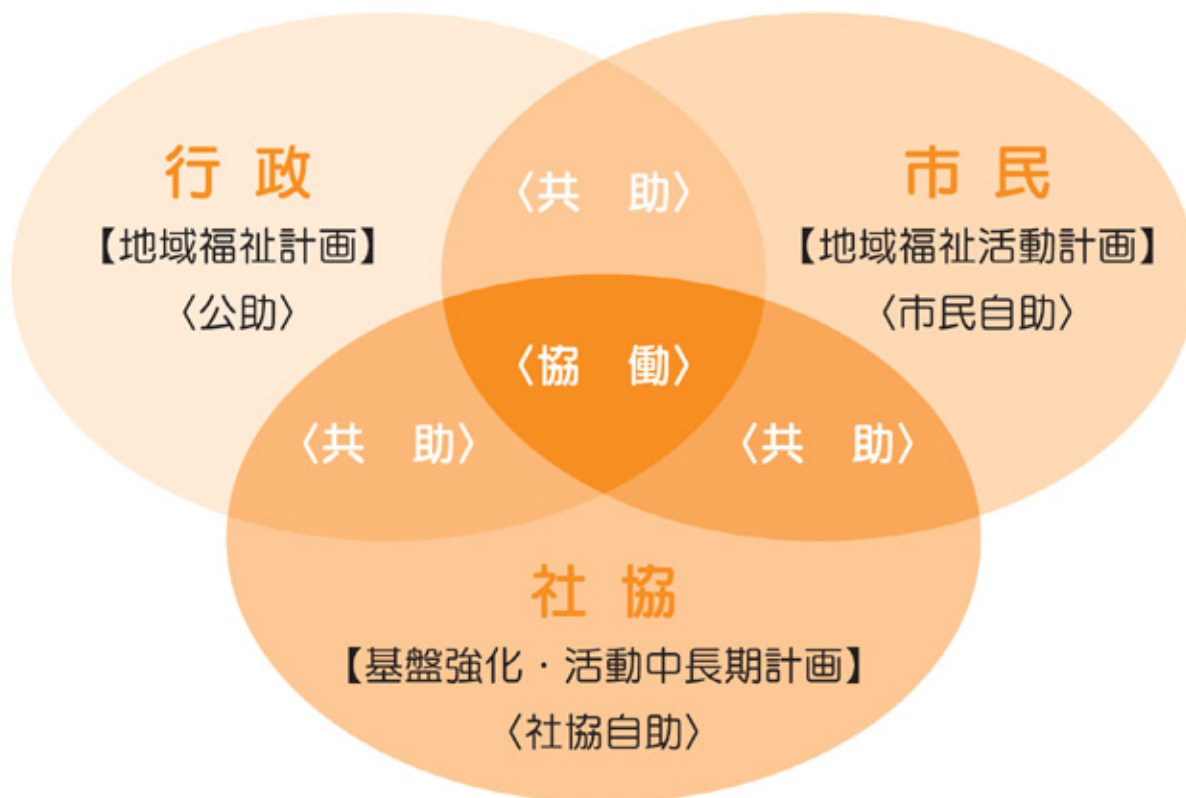 行 政
【地域福祉計画】
〈公助〉
〈共　助〉
市 民
【地域福祉活動計画】
〈市民自助〉
〈協　働〉
〈共　助〉
〈共　助〉
社 協
【基盤強化・活動中長期計画】
〈社協自助〉